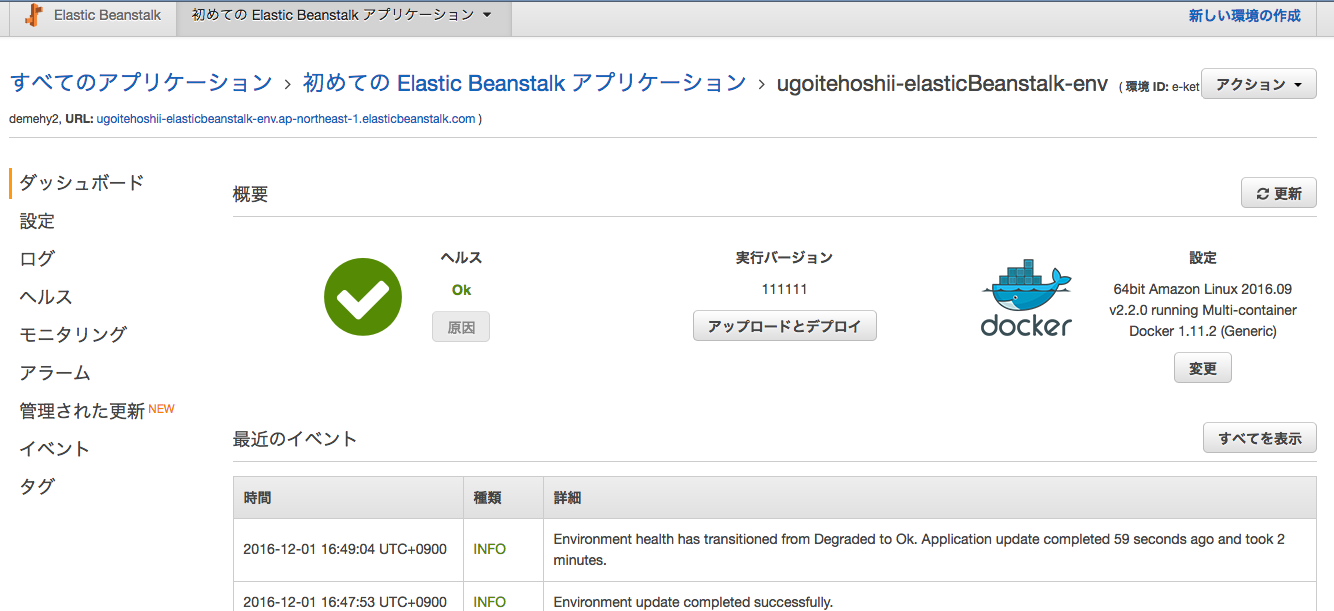 Elastic Beanstalk 初めての Elastic Beanstalk アプリケーション 新しい環境の作成
すべてのアプリケーション › 初めての Elastic Beanstalk アプリケーション › ugoitehoshii-elasticBeanstalk-env ( 環境 ID: e-ket
demehy2, URL: ugoitehoshii-elasticbeanstalk-env.ap-northeast-1.elasticbeanstalk.com )
アクション
ダッシュボード
設定
ログ
ヘルス
モニタリング
アラーム
管理された更新 NEW
イベント
タグ
概要
更新
ヘルス
Ok
原因
実行バージョン
111111
アップロードとデプロイ
docker
設定
64bit Amazon Linux 2016.09
v2.2.0 running Multi-container
Docker 1.11.2 (Generic)
変更
最近のイベント
すべてを表示
時間 種類 詳細
2016-12-01 16:49:04 UTC+0900 INFO Environment health has transitioned from Degraded to Ok. Application update completed 59 seconds ago and took 2
minutes.
2016-12-01 16:47:53 UTC+0900 INFO Environment update completed successfully.